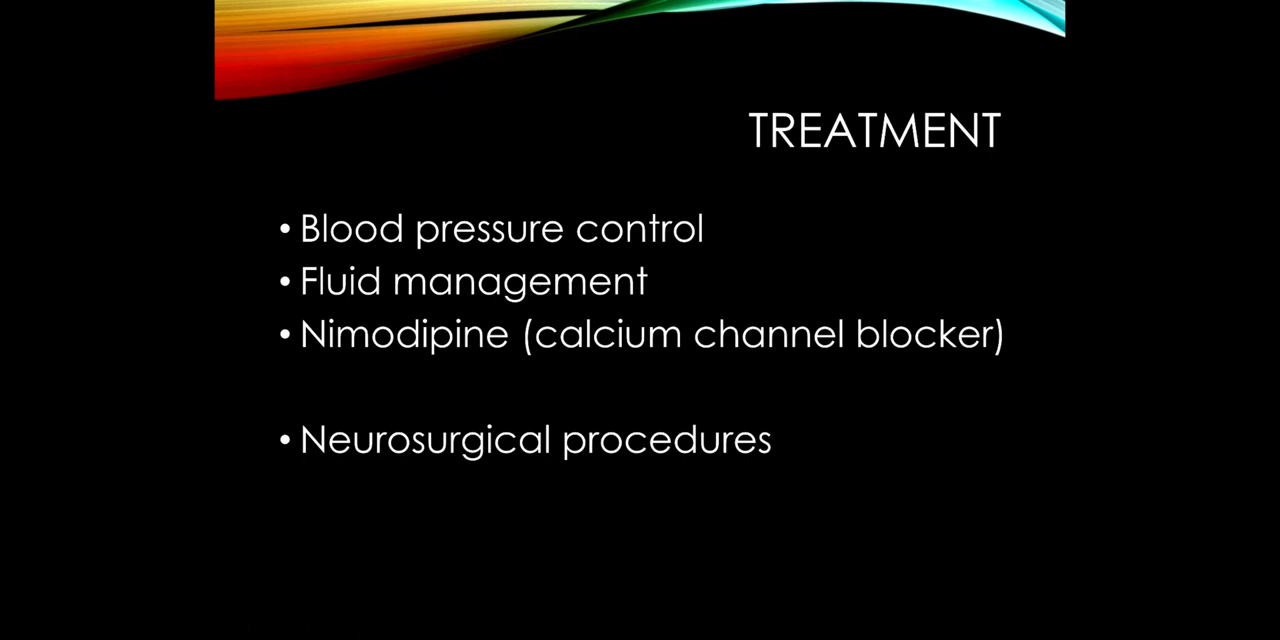 TREATMENT
• Blood pressure control
• Fluid management
• Nimodipine (calcium channel blocker)
• Neurosurgical procedures